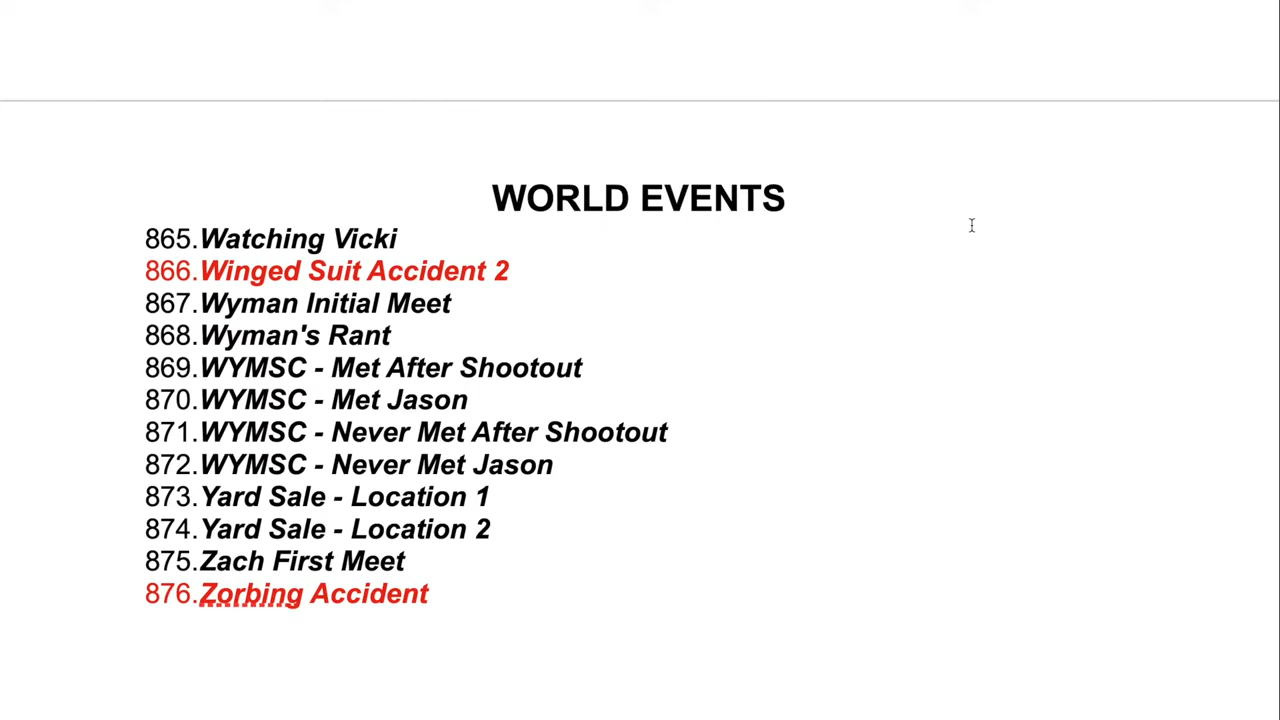 WORLD EVENTS
865.Watching Vicki
866.Winged Suit Accident 2
867.Wyman Initial Meet
868.Wyman's Rant
869.WYMSC - Met After Shootout
870.WYMSC - Met Jason
871.WYMSC - Never Met After Shootout
872.WYMSC - Never Met Jason
873.Yard Sale - Location 1
874.Yard Sale - Location 2
875.Zach First Meet
876.Zorbing Accident